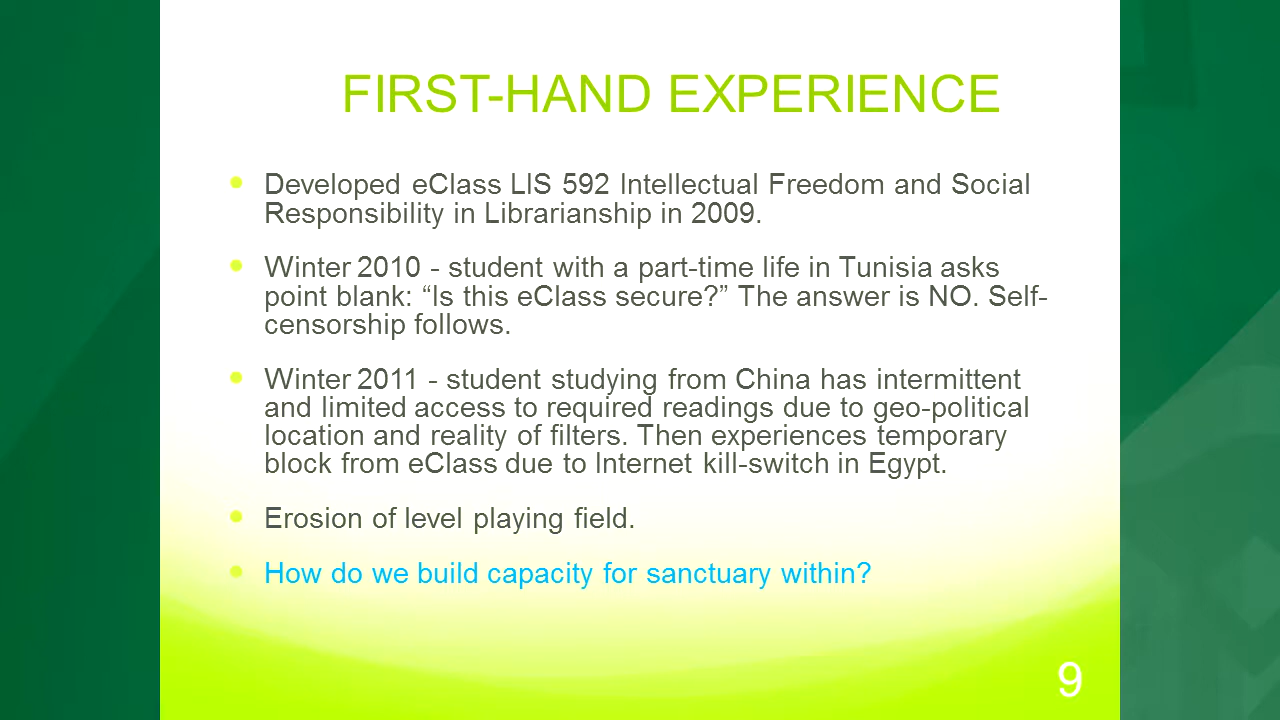 FIRST-HAND EXPERIENCE
Developed eClass LIS 592 Intellectual Freedom and Social
Responsibility in Librarianship in 2009.
Winter 2010 - student with a part-time life in Tunisia asks
point blank: “Is this eClass secure?” The answer is NO. Self-
censorship follows.
Winter 2011 - student studying from China has intermittent
and limited access to required readings due to geo-political
location and reality of filters. Then experiences temporary
block from eClass due to Internet kill-switch in Egypt.
Erosion of level playing field.
How do we build capacity for sanctuary within?
9